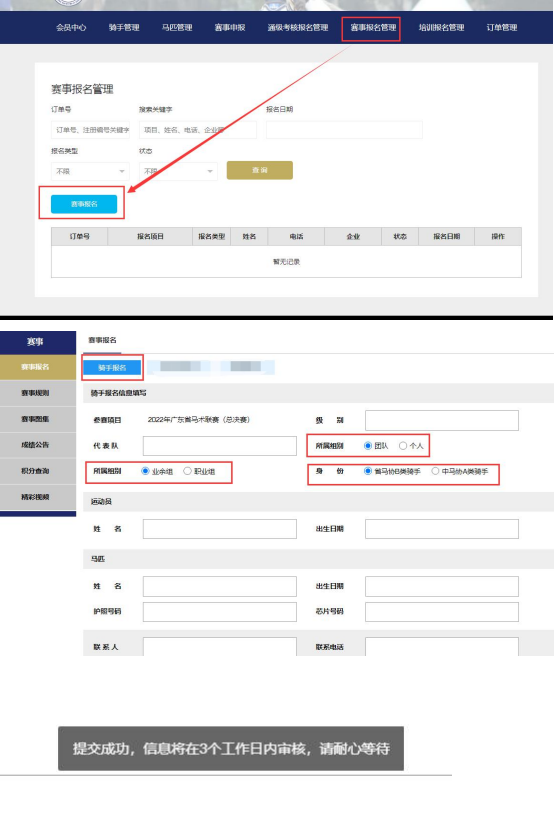 会员中心 骑手管理 马匹管理 赛事申报 通级考核报名管理 赛事报名管理 培训报名管理 订单管理
赛事报名管理
订单号 搜索关键字 报名日期
订单号、注册编号关键字 项目、姓名、电话、企业
报名类型 状态
不限 不限 查 询
赛事报名
订单号 报名项目 报名类型 姓名 电话 企业 状态 报名日期 操作
暂无记录
赛事 赛事报名
赛事报名 骑手报名
赛事规则 骑手报名信息填写
赛事图集 参赛项目 2022年广东省马术联赛（总决赛） 级 别
成绩公告 代 表 队 所属组别 团队 个人
积分查询 所属组别 业余组 职业组 身 份 省马协B类骑手 中马协A类骑手
精彩视频 运动员
姓 名 出生日期
马匹
姓 名 出生日期
护照号码 芯片号码
联 系 人 联系电话
提交成功，信息将在3个工作日内审核，请耐心等待